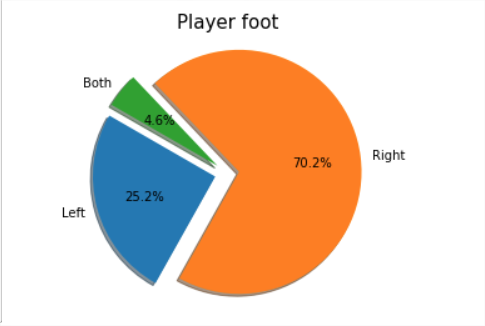 Player foot
Both
4.6%
Right
70.2%
25.2%
Left